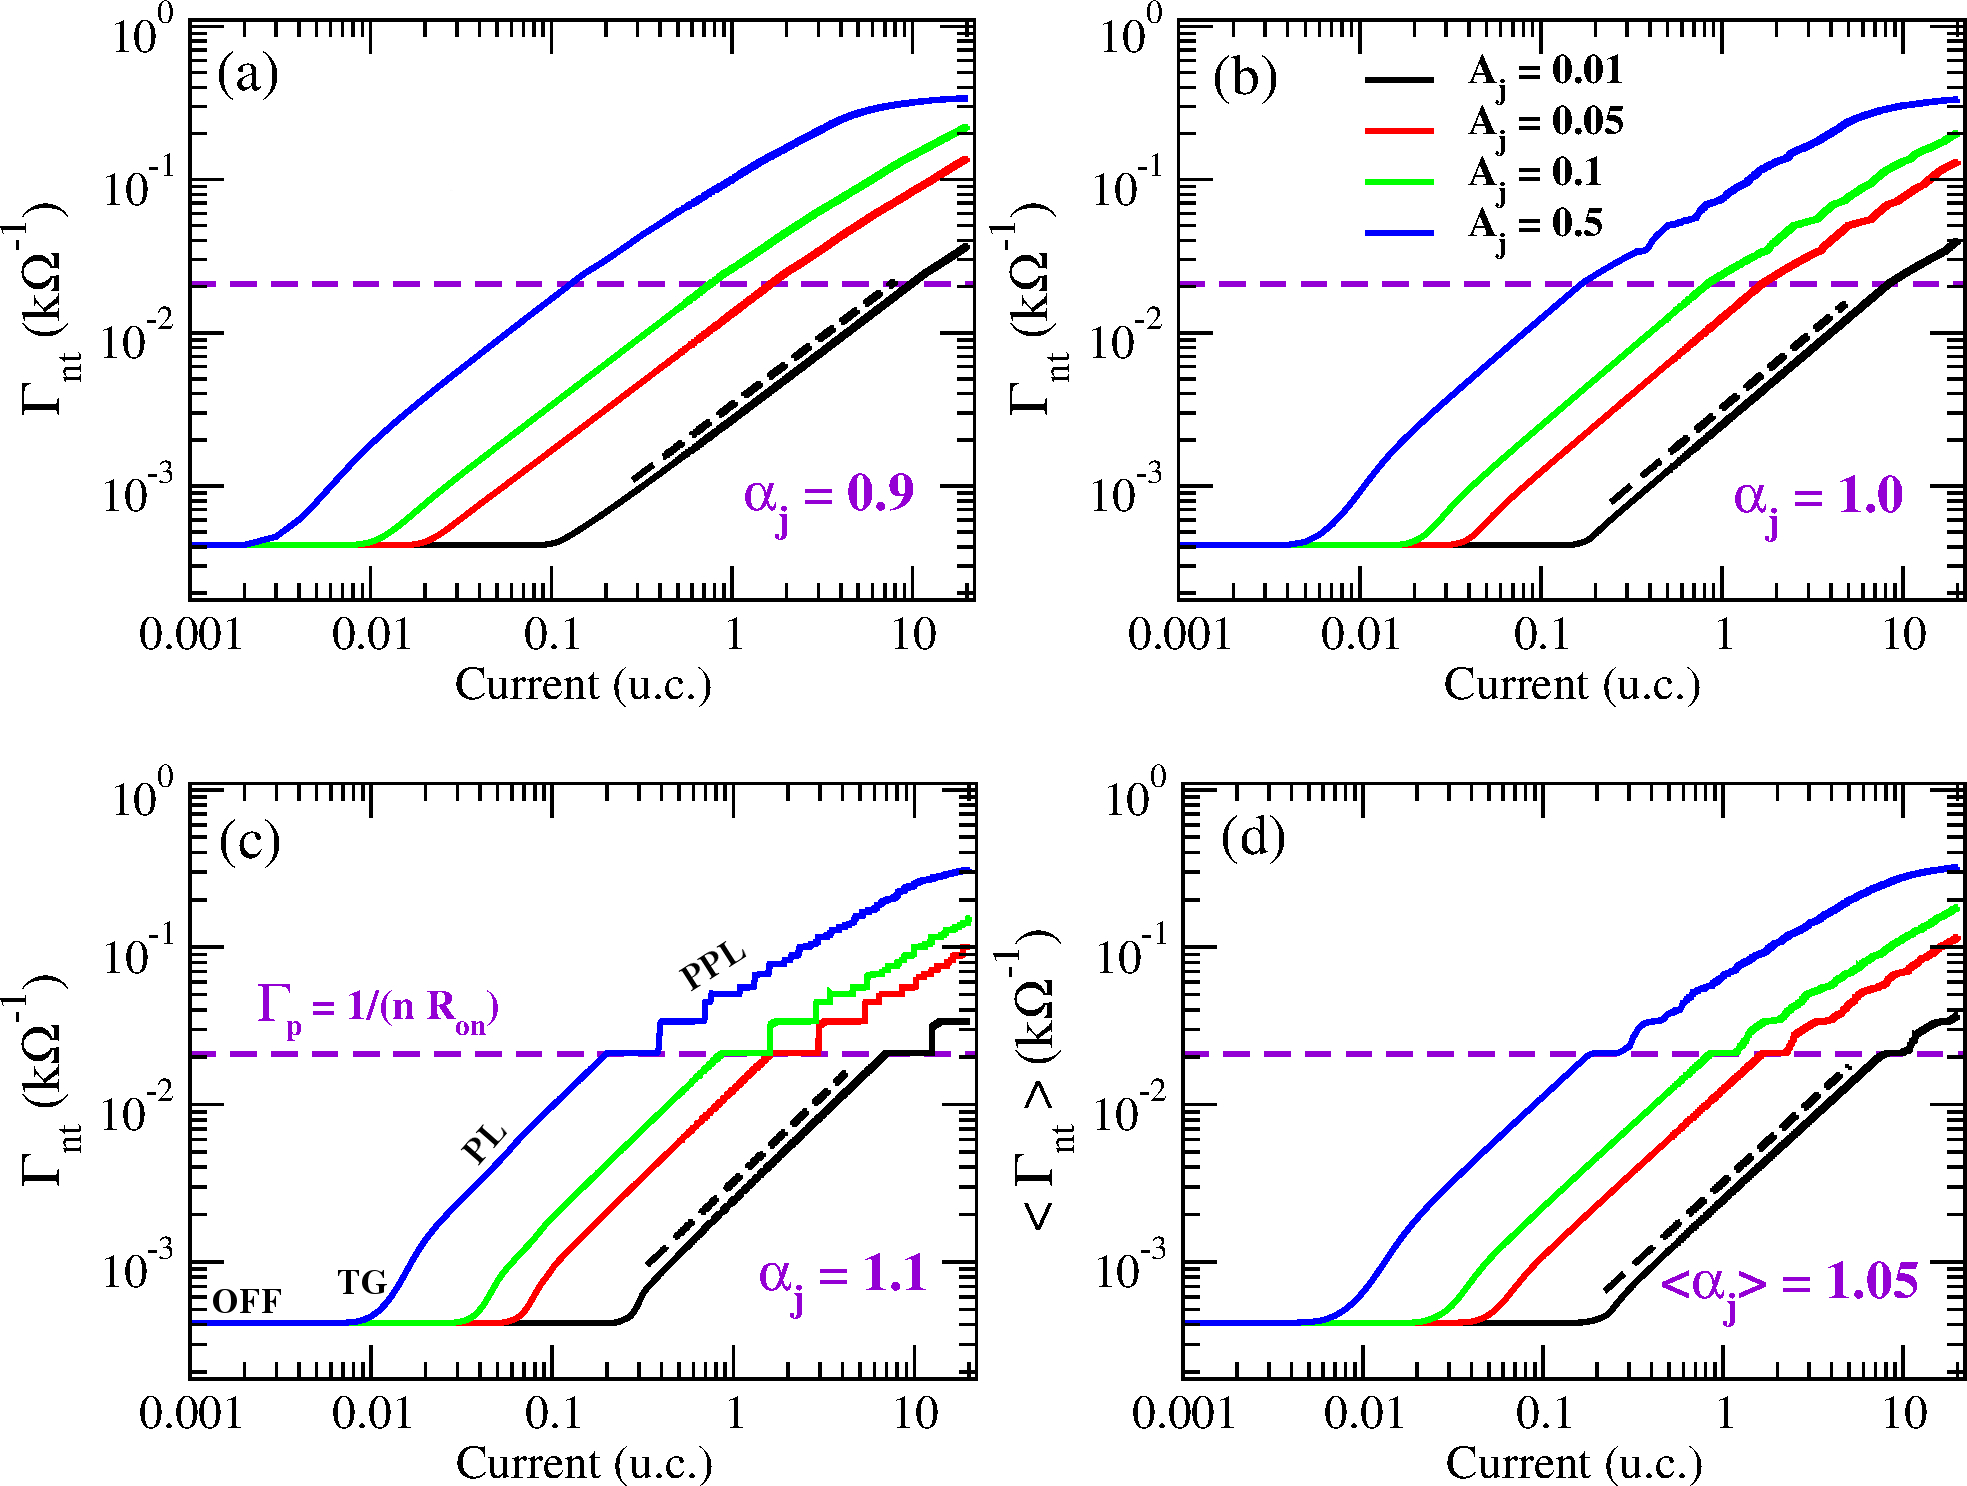 (a)
10^0
10^-1
10^-2
10^-3
Γ_nt (kΩ^-1)
α_j = 0.9
0.001 0.01 0.1 1 10
Current (u.c.)
(b)
A_j = 0.01
A_j = 0.05
A_j = 0.1
A_j = 0.5
10^0
10^-1
10^-2
10^-3
Γ_nt (kΩ^-1)
α_j = 1.0
0.001 0.01 0.1 1 10
Current (u.c.)
(c)
10^0
10^-1
10^-2
10^-3
Γ_nt (kΩ^-1)
PPL
Γ_p = 1/(n R_on)
PL
TG
OFF
α_j = 1.1
0.001 0.01 0.1 1 10
Current (u.c.)
(d)
10^0
10^-1
10^-2
10^-3
< Γ_nt > (kΩ^-1)
<α_j> = 1.05
0.001 0.01 0.1 1 10
Current (u.c.)